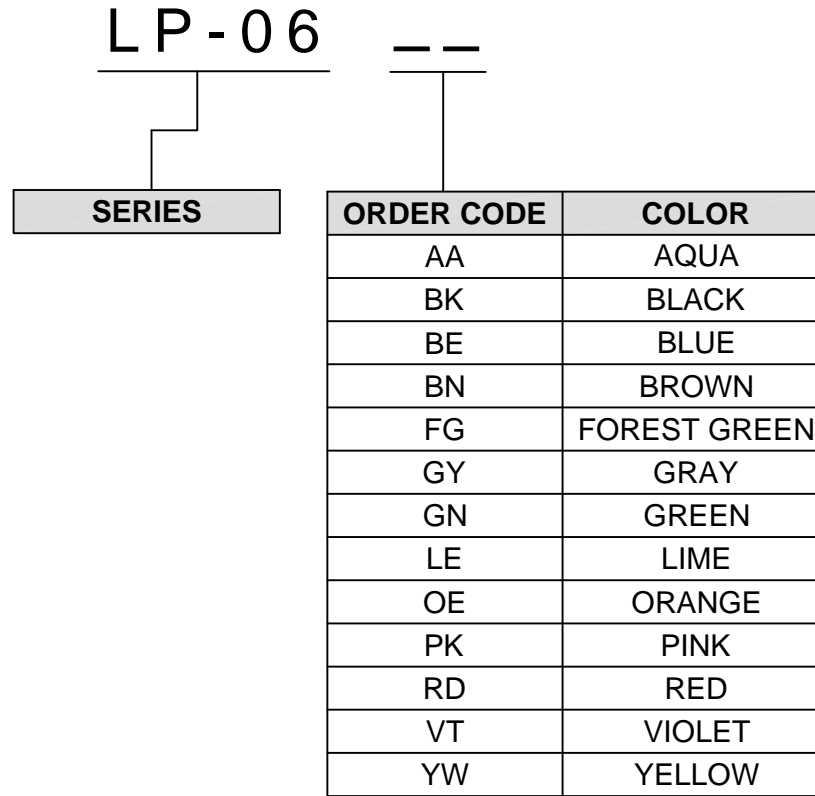 LP-06 __
SERIES
ORDER CODE COLOR
AA AQUA
BK BLACK
BE BLUE
BN BROWN
FG FOREST GREEN
GY GRAY
GN GREEN
LE LIME
OE ORANGE
PK PINK
RD RED
VT VIOLET
YW YELLOW